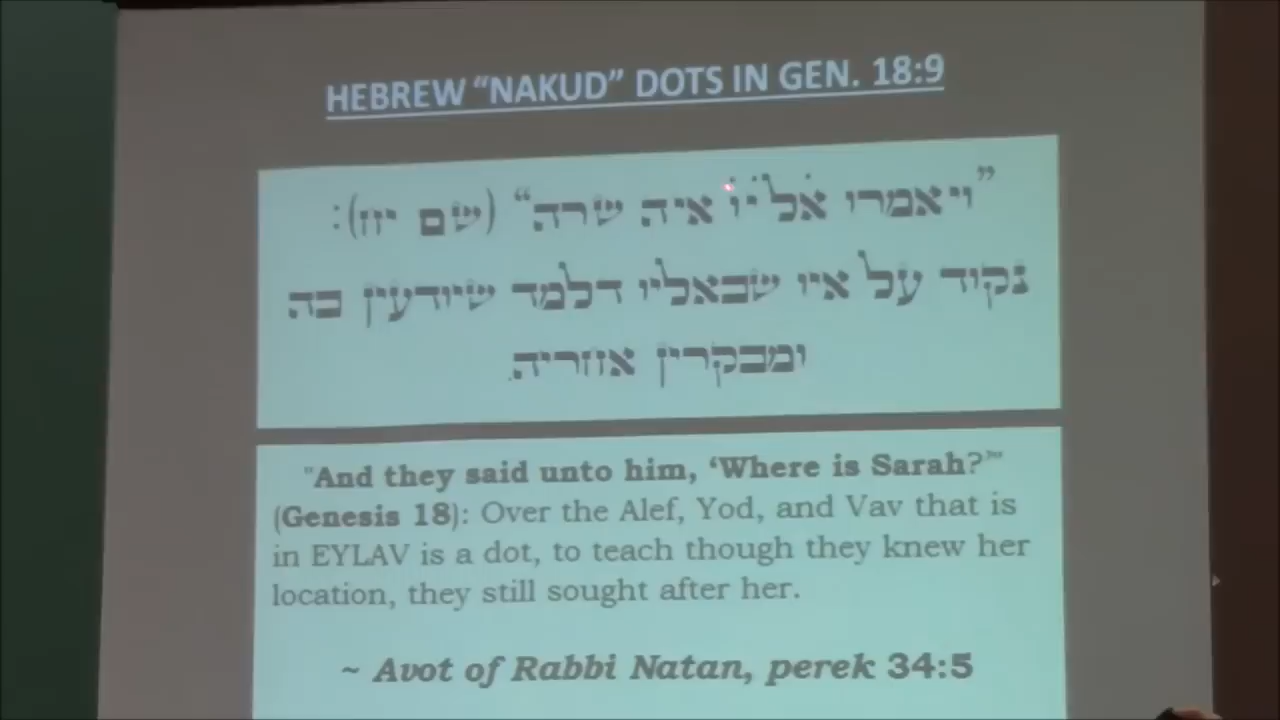 HEBREW “NAKUD” DOTS IN GEN. 18:9
”ויאמרו אׄלׄיׄוׄ איה שרה“ (שם יח):
נקוד על איו שבאליו דלמד שיודעין בה
ומבקרין אחריה.
"And they said unto him, ‘Where is Sarah?’"
(Genesis 18): Over the Alef, Yod, and Vav that is
in EYLAV is a dot, to teach though they knew her
location, they still sought after her.
~ Avot of Rabbi Natan, perek 34:5